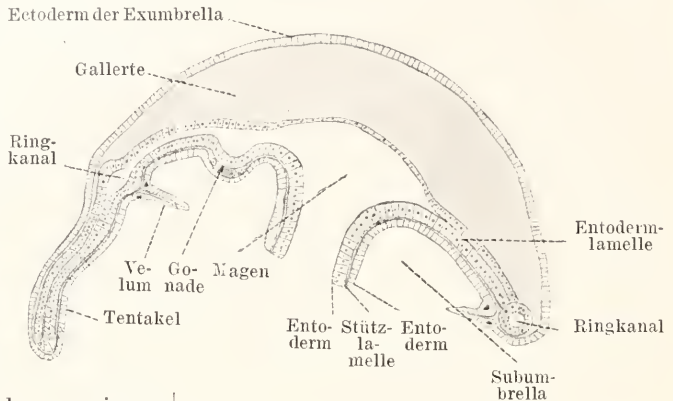 Ectoderm der Exumbrella
Gallerte
Ring-
kanal
Ve-
lum
Go-
nade
Magen
Tentakel
Ento-
derm
Stütz-
la-
melle
Ento-
derm
Entoderm-
lamelle
Ringkanal
Subum-
brella